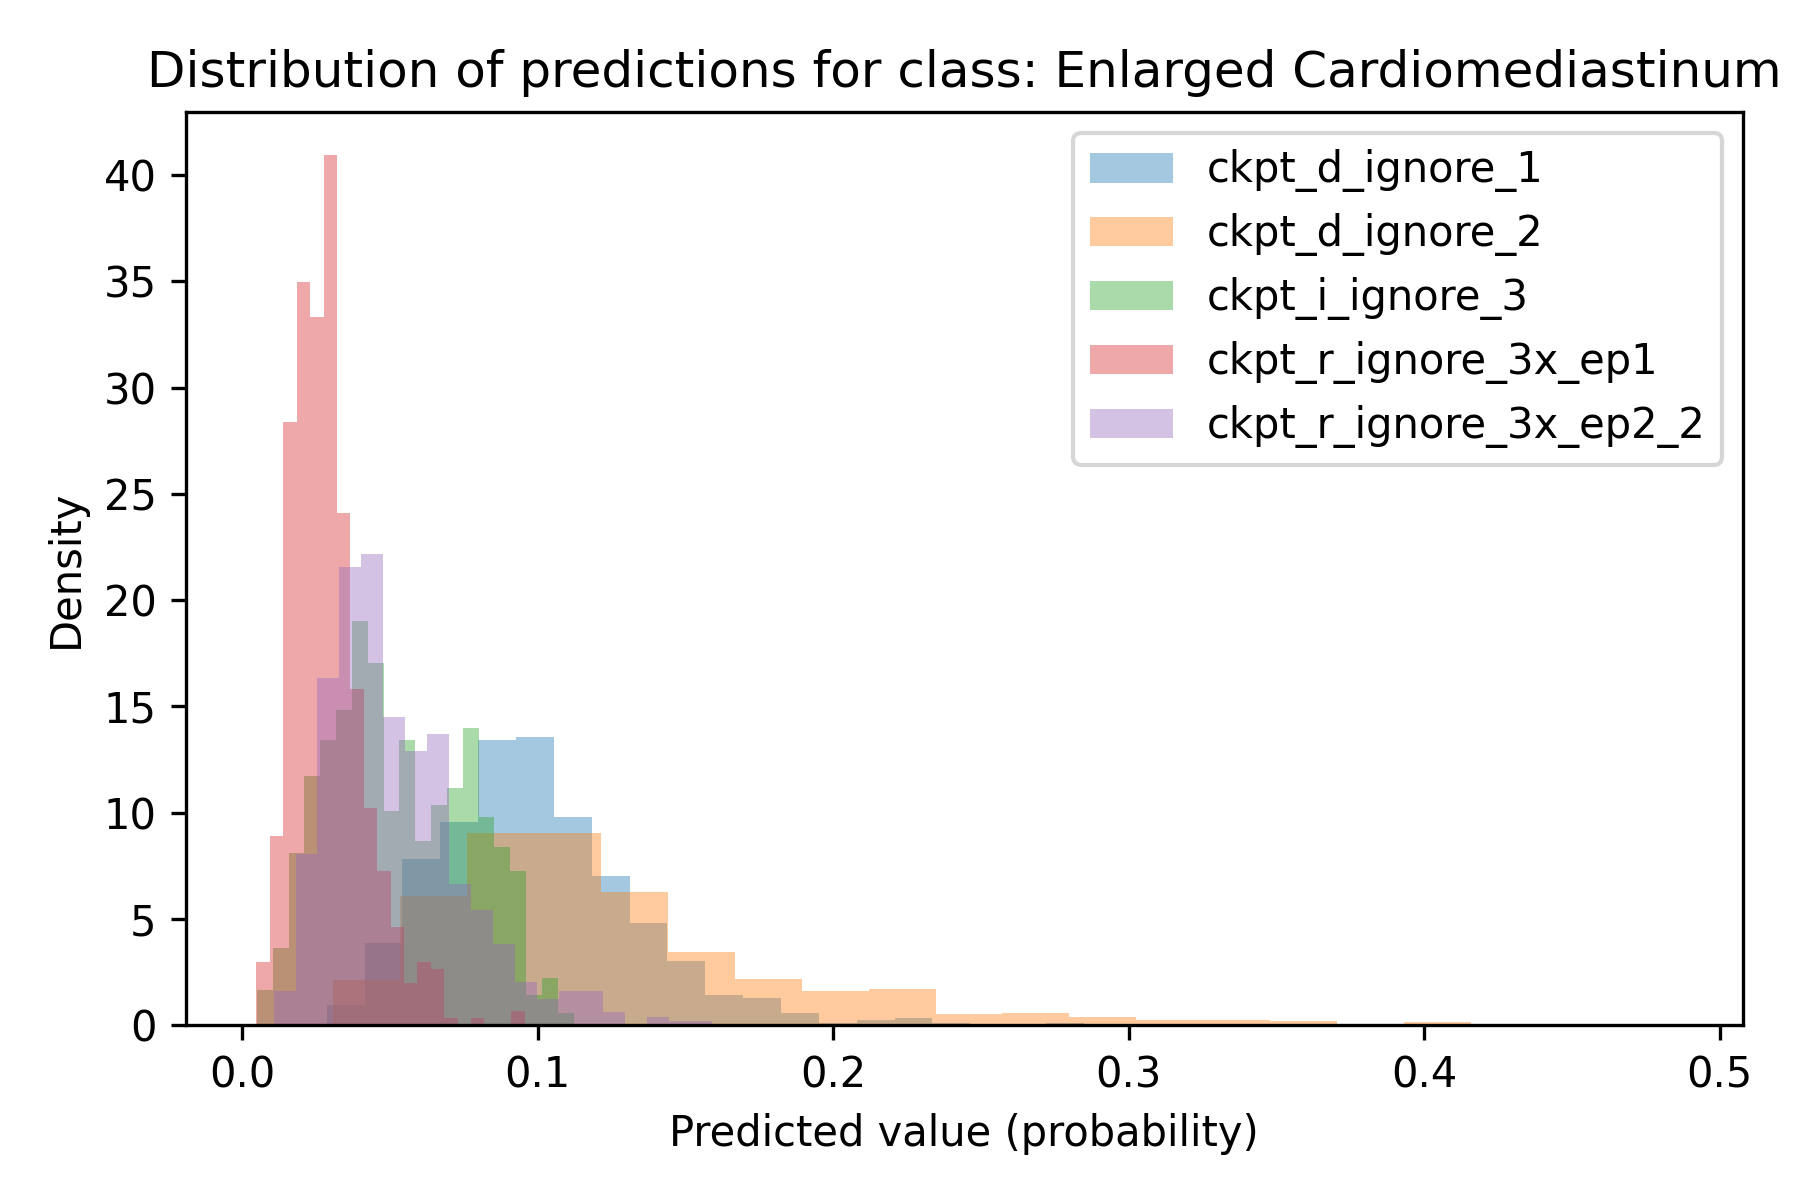 Distribution of predictions for class: Enlarged Cardiomediastinum
ckpt_d_ignore_1
ckpt_d_ignore_2
ckpt_i_ignore_3
ckpt_r_ignore_3x_ep1
ckpt_r_ignore_3x_ep2_2
Density
40
35
30
25
20
15
10
5
0
0.0 0.1 0.2 0.3 0.4 0.5
Predicted value (probability)